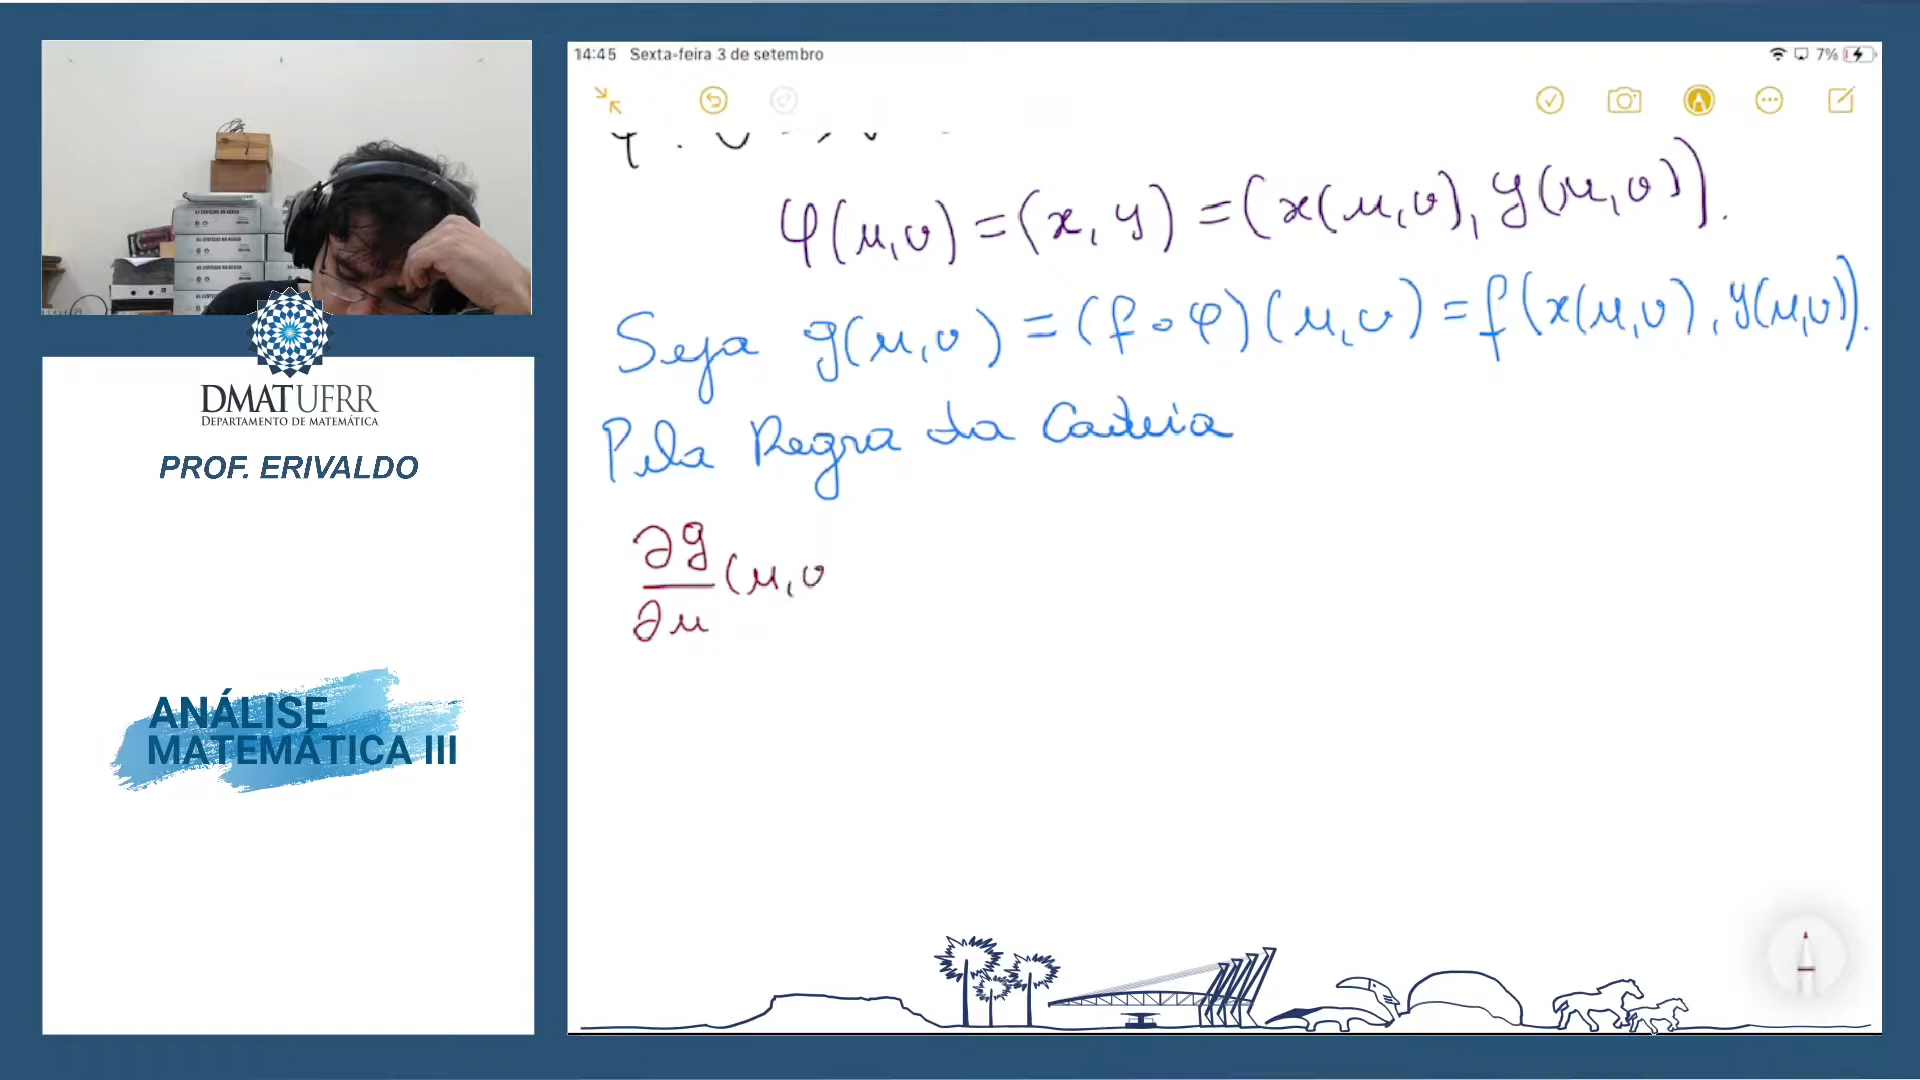 14:45 Sexta-feira 3 de setembro
7%
φ(u,v) = (x, y) = (x(u,v), y(u,v)).
Seja g(u,v) = (f∘φ)(u,v) = f(x(u,v), y(u,v)).
Pela Regra da Cadeia
∂g/∂u (u,v
DMATUFRR
DEPARTAMENTO DE MATEMÁTICA
PROF. ERIVALDO
ANÁLISE
MATEMÁTICA III